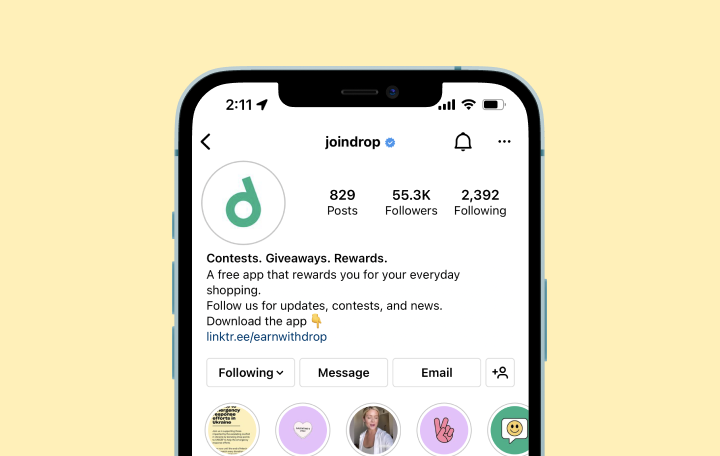 2:11
joindrop
829
55.3K
2,392
Posts
Followers
Following
Contests. Giveaways. Rewards.
A free app that rewards you for your everyday
shopping.
Follow us for updates, contests, and news.
Download the app 👇
linktr.ee/earnwithdrop
Following
Message
Email
response
efforts in
Ukraine